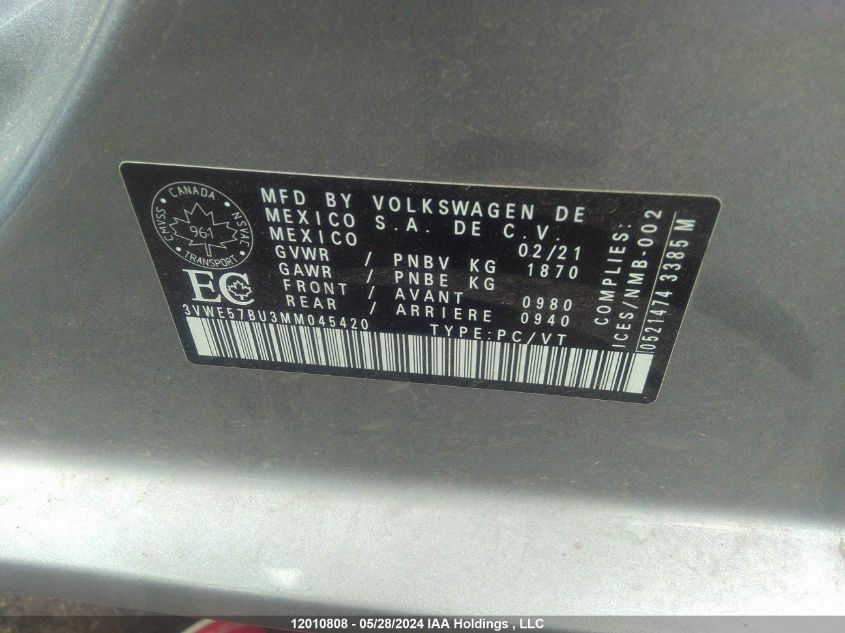 CANADA
CMVSS
NSVAC
961
TRANSPORT
EC
MFD BY VOLKSWAGEN DE
MEXICO S.A. DE C.V.
MEXICO 02/21
GVWR / PNBV KG 1870
GAWR / PNBE KG
FRONT / AVANT 0980
REAR / ARRIERE 0940
3VWE57BU3MM045420 TYPE:PC/VT
COMPLIES:
ICES/NMB-002
0521474 3385 M
12010808 - 05/28/2024 IAA Holdings , LLC